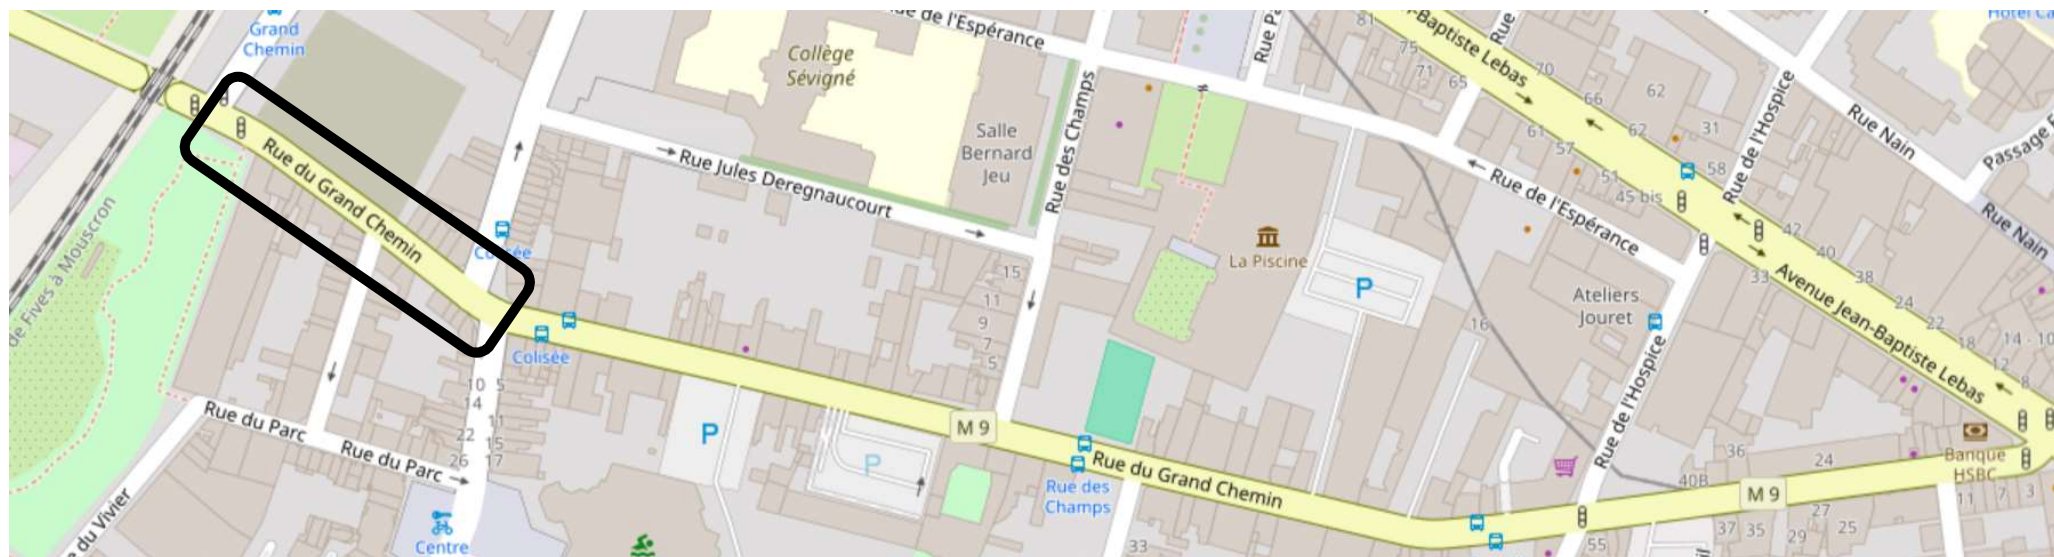 Grand
Chemin
Collège
Sévigné
ue de l'Espérance
Rue Pa
81
75
71
65
-Baptiste Lebas
Rue
70
66
62
62
31
58
61
57
51
45 bis
Rue de l'Hospice
Rue Nain
Passage F
Rue Nain
Hôtel Ca
Salle
Bernard
Jeu
Rue des Champs
Rue Jules Deregnaucourt
Rue du Grand Chemin
de Fives à Mouscron
Colisée
Colisée
15
11
9
7
5
La Piscine
P
Rue de l'Espérance
Ateliers
Jouret
16
42
40
38
33
24
22
18
12
8
14 - 10
Avenue Jean-Baptiste Lebas
Rue de l'Hospice
Rue du Parc
Rue du Parc
e du Vivier
10
5
14
11
22
15
26
17
Centre
P
P
M 9
Rue des
Champs
Rue du Grand Chemin
33
36
24
40B
M 9
Banque
HSBC
11
7
3
37
35
29
27
25
55